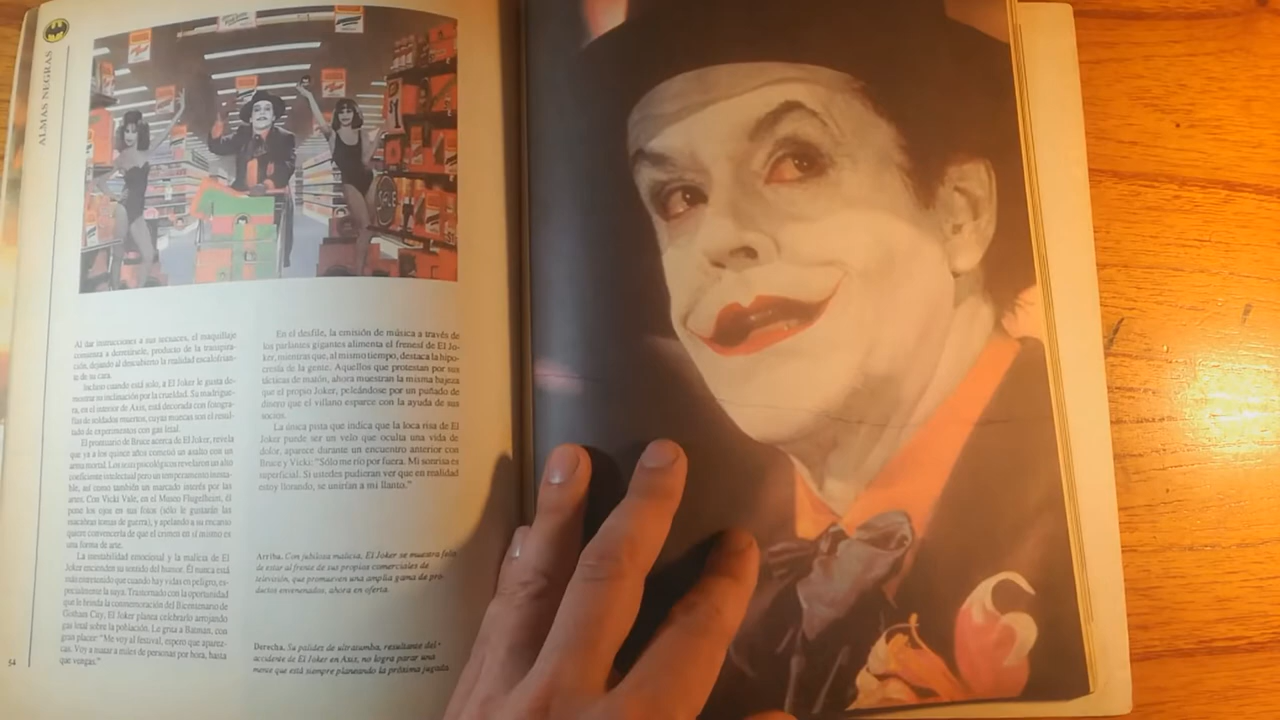 ALMAS NEGRAS
Al dar instrucciones a sus secuaces, el maquillaje
comienza a derretírsele, producto de la transpira-
ción, dejando al descubierto la realidad escalofrian-
te de su cara.
Incluso cuando está solo, a El Joker le gusta de-
mostrar su inclinación por la crueldad. Su madrigue-
ra, en el interior de Axis, está decorada con fotogra-
fías de soldados muertos, cuyas muecas son el resul-
tado de experimentos con gas letal.
El prontuario de Bruce acerca de El Joker, revela
que ya a los quince años cometió un asalto con un
arma mortal. Los tests psicológicos revelaron un alto
coeficiente intelectual pero un temperamento inesta-
ble, así como también un marcado interés por las
artes. Con Vicki Vale, en el Museo Flugelheim, él
pone los ojos en sus fotos (sólo le gustarán las
macabras tomas de guerra), y apelando a su encanto
quiere convencerla de que el crimen en sí mismo es
una forma de arte.
La inestabilidad emocional y la malicia de El
Joker encienden su sentido del humor. Él nunca está
más entretenido que cuando hay vidas en peligro, es-
pecialmente la suya. Trastornado con la oportunidad
que le brinda la conmemoración del Bicentenario de
Gotham City, El Joker planea celebrarlo arrojando
gas letal sobre la población. Le grita a Batman, con
gran placer: "Me voy al festival, espero que aparez-
cas. Voy a matar a miles de personas por hora, hasta
que vengas."
En el desfile, la emisión de música a través de
los parlantes gigantes alimenta el frenesí de El Jo-
ker, mientras que, al mismo tiempo, destaca la hipo-
cresía de la gente. Aquellos que protestan por sus
tácticas de matón, ahora muestran la misma bajeza
que el propio Joker, peleándose por un puñado de
dinero que el villano esparce con la ayuda de sus
socios.
La única pista que indica que la loca risa de El
Joker puede ser un velo que oculta una vida de
dolor, aparece durante un encuentro anterior con
Bruce y Vicki: "Sólo me río por fuera. Mi sonrisa es
superficial. Si ustedes pudieran ver que en realidad
estoy llorando, se unirían a mi llanto."
Arriba. Con jubilosa malicia, El Joker se muestra feliz
de estar al frente de sus propios comerciales de
televisión, que promueven una amplia gama de pro-
ductos envenenados, ahora en oferta.
Derecha. Su palidez de ultratumba, resultante del
accidente de El Joker en Axis, no logra parar una
mente que está siempre planeando la próxima jugada.
54